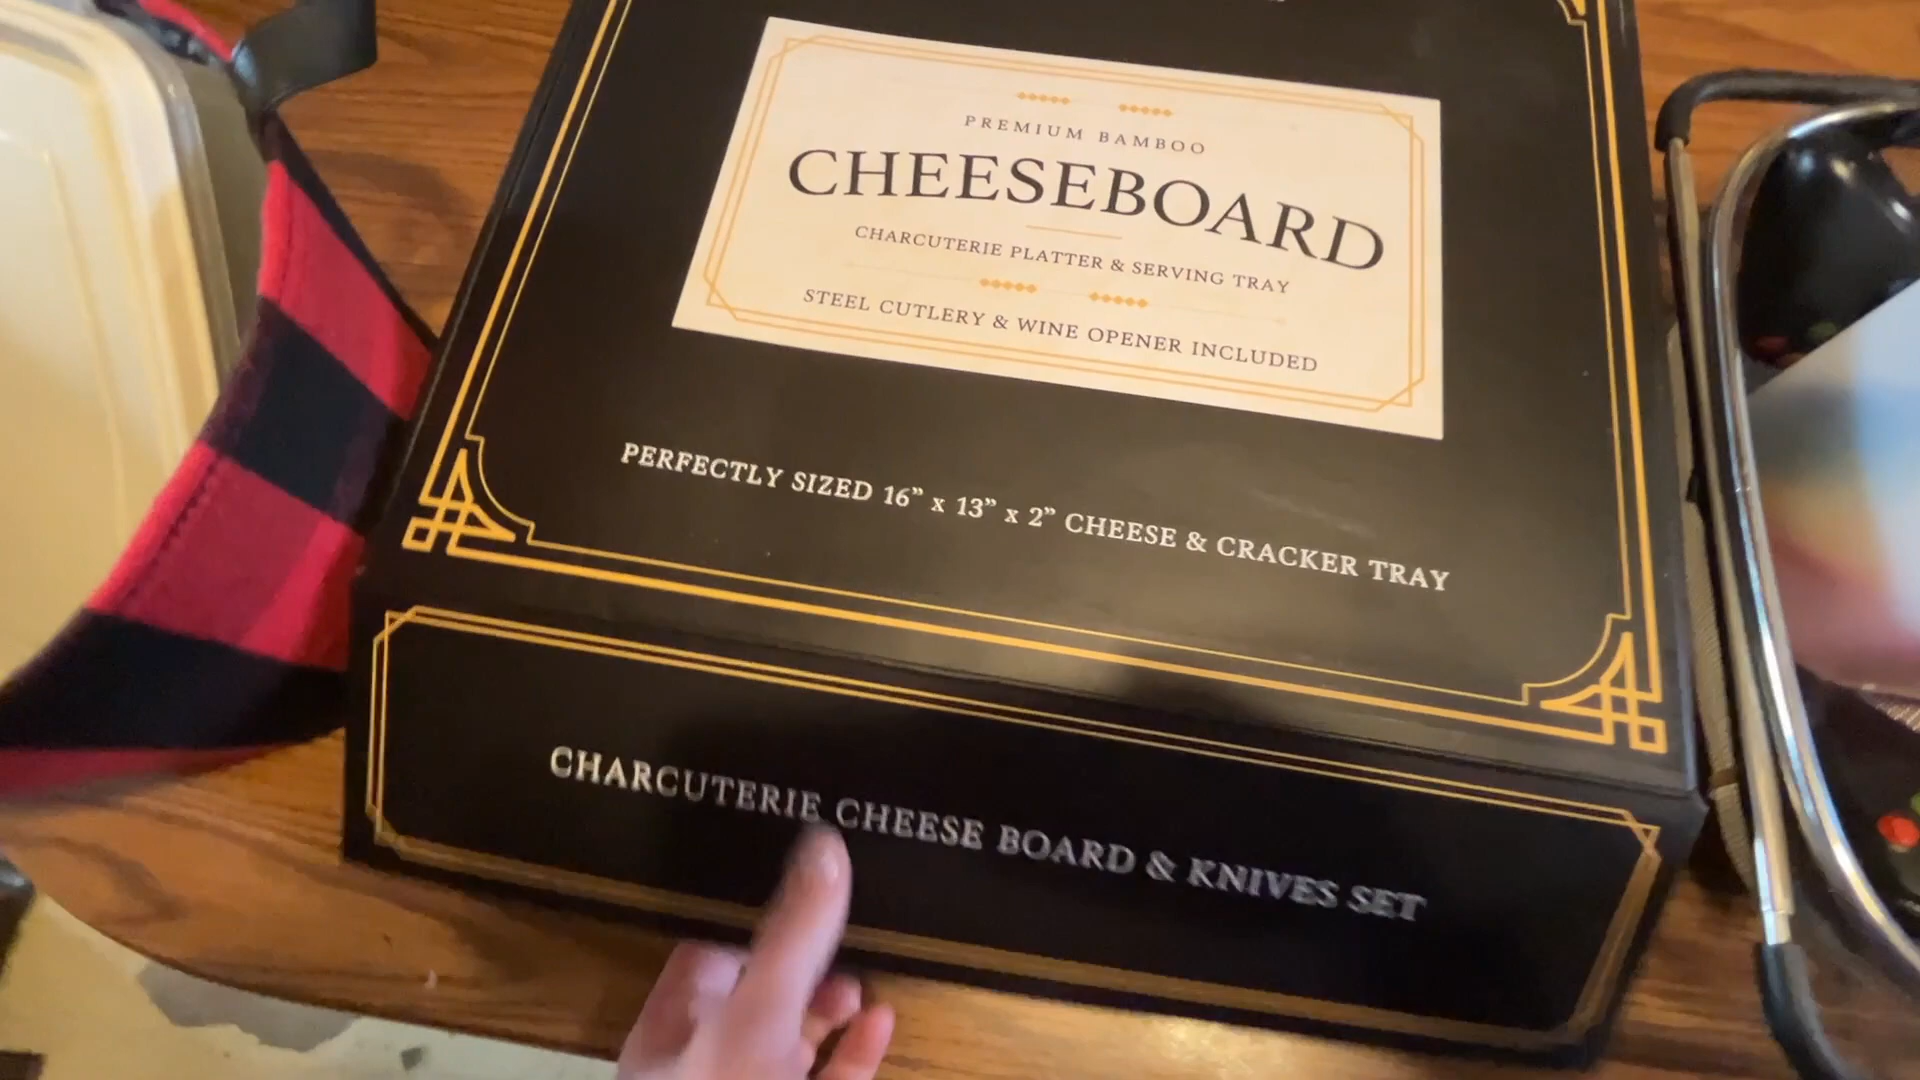 PREMIUM BAMBOO
CHEESEBOARD
CHARCUTERIE PLATTER & SERVING TRAY
STEEL CUTLERY & WINE OPENER INCLUDED
PERFECTLY SIZED 16” x 13” x 2” CHEESE & CRACKER TRAY
CHARCUTERIE CHEESE BOARD & KNIVES SET